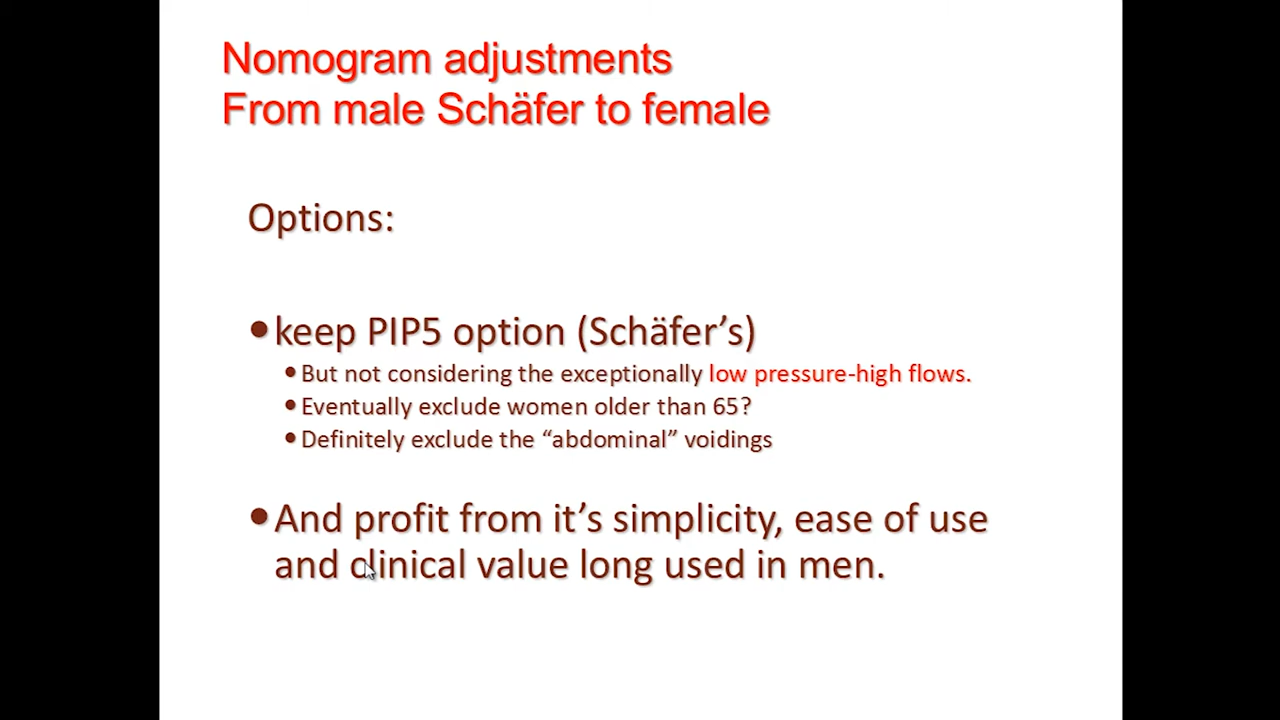 Nomogram adjustments
From male Schäfer to female
Options:
•keep PIP5 option (Schäfer’s)
•But not considering the exceptionally low pressure-high flows.
•Eventually exclude women older than 65?
•Definitely exclude the “abdominal” voidings
•And profit from it’s simplicity, ease of use
and clinical value long used in men.